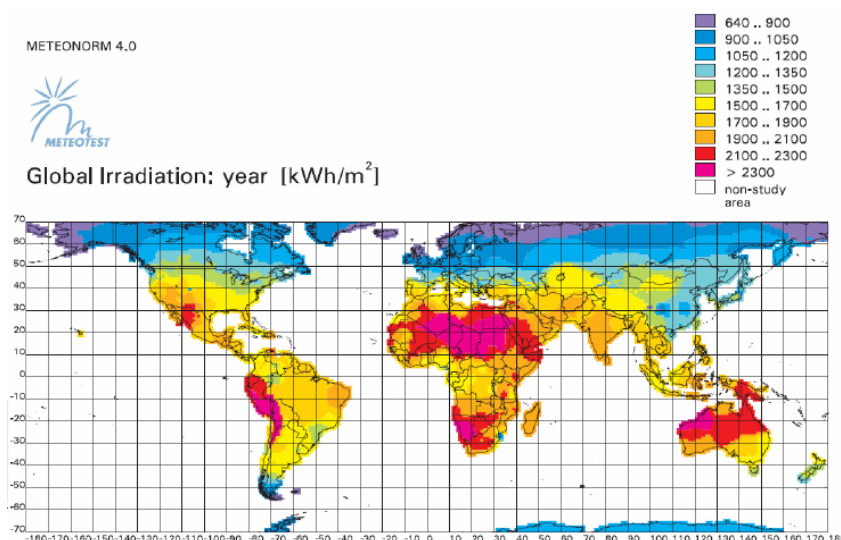 640 .. 900
METEONORM 4.0
900 .. 1050
1050 .. 1200
1200 .. 1350
1350 .. 1500
1500 .. 1700
1700 .. 1900
METEOTEST
1900 .. 2100
2100 .. 2300
Global Irradiation: year [kWh/m²]
> 2300
non-study
area
70
60
50
40
30
20
10
0
-10
-20
-30
-40
-50
-60
-70
-180-170-160-150-140-130-120-110-100-90 -80 -70 -60 -50 -40 -30 -20 -10 0 10 20 30 40 50 60 70 80 90 100 110 120 130 140 150 160 170 18